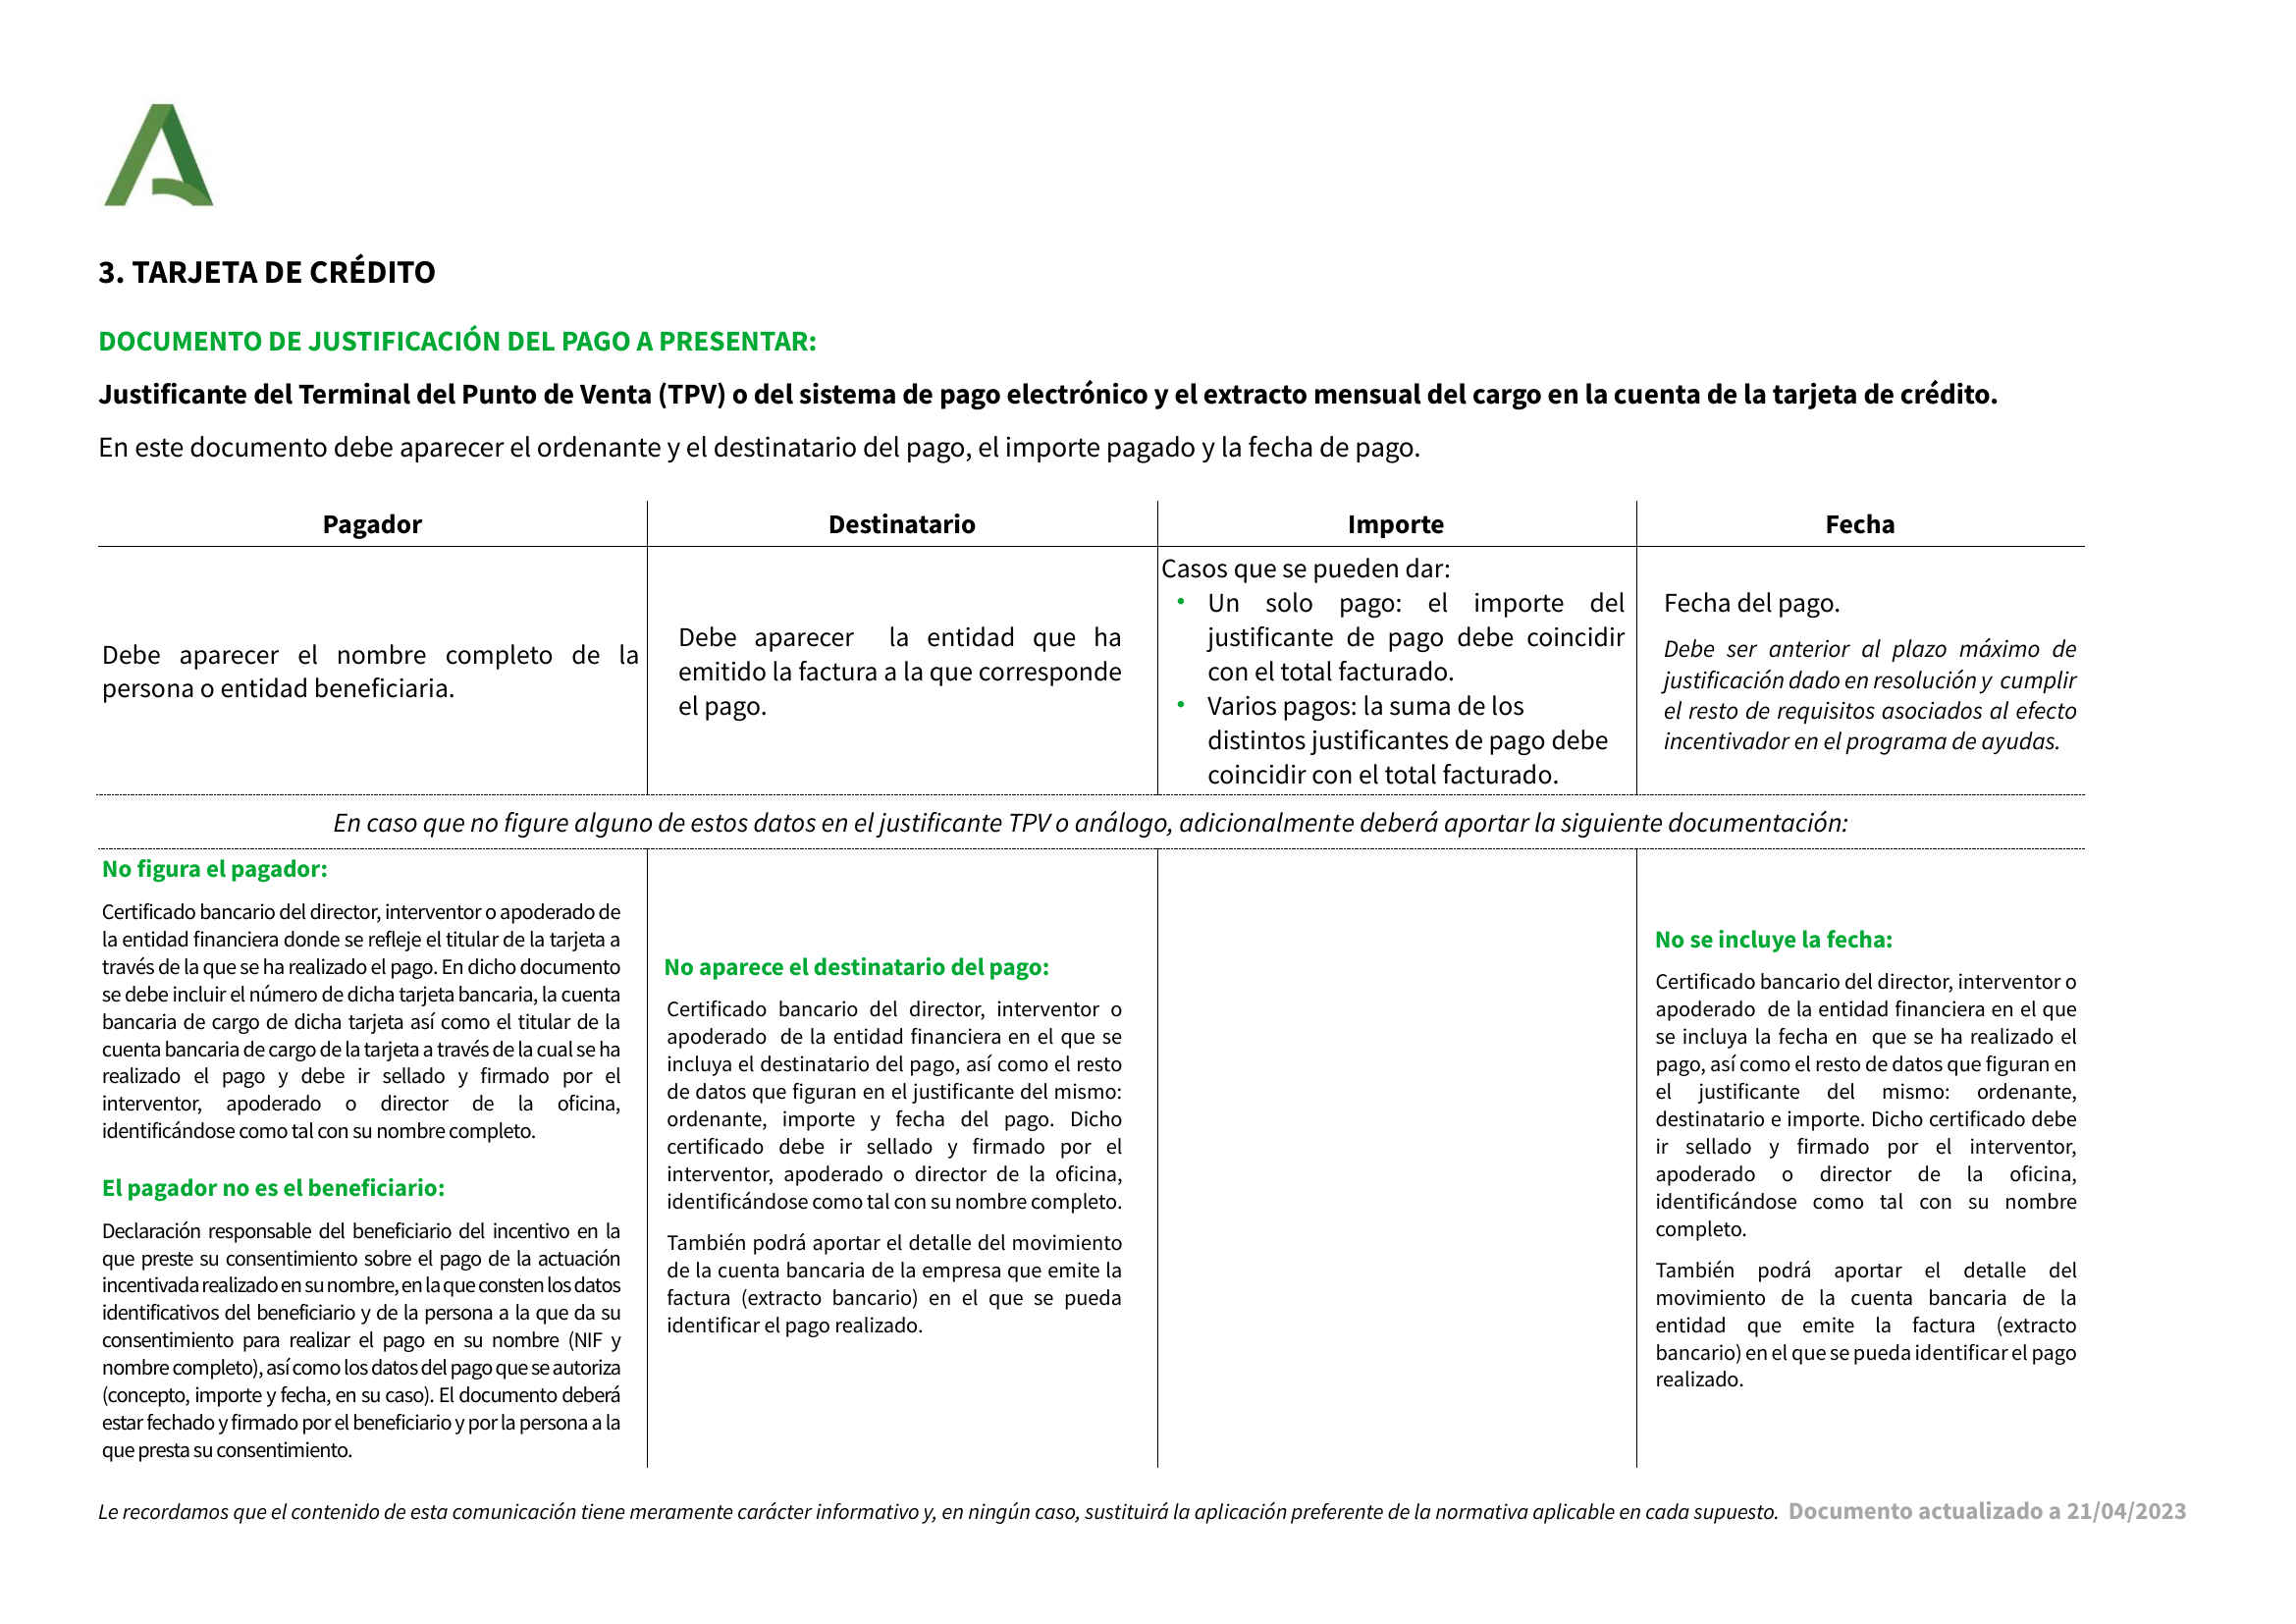 3. TARJETA DE CRÉDITO
DOCUMENTO DE JUSTIFICACIÓN DEL PAGO A PRESENTAR:
Justificante del Terminal del Punto de Venta (TPV) o del sistema de pago electrónico y el extracto mensual del cargo en la cuenta de la tarjeta de crédito.
En este documento debe aparecer el ordenante y el destinatario del pago, el importe pagado y la fecha de pago.
Pagador
Destinatario
Importe
Fecha
Debe aparecer el nombre completo de la
persona o entidad beneficiaria.
Debe aparecer la entidad que ha
emitido la factura a la que corresponde
el pago.
Casos que se pueden dar:
• Un solo pago: el importe del
justificante de pago debe coincidir
con el total facturado.
• Varios pagos: la suma de los
distintos justificantes de pago debe
coincidir con el total facturado.
Fecha del pago.
Debe ser anterior al plazo máximo de
justificación dado en resolución y cumplir
el resto de requisitos asociados al efecto
incentivador en el programa de ayudas.
En caso que no figure alguno de estos datos en el justificante TPV o análogo, adicionalmente deberá aportar la siguiente documentación:
No figura el pagador:
Certificado bancario del director, interventor o apoderado de
la entidad financiera donde se refleje el titular de la tarjeta a
través de la que se ha realizado el pago. En dicho documento
se debe incluir el número de dicha tarjeta bancaria, la cuenta
bancaria de cargo de dicha tarjeta así como el titular de la
cuenta bancaria de cargo de la tarjeta a través de la cual se ha
realizado el pago y debe ir sellado y firmado por el
interventor, apoderado o director de la oficina,
identificándose como tal con su nombre completo.
El pagador no es el beneficiario:
Declaración responsable del beneficiario del incentivo en la
que preste su consentimiento sobre el pago de la actuación
incentivada realizado en su nombre, en la que consten los datos
identificativos del beneficiario y de la persona a la que da su
consentimiento para realizar el pago en su nombre (NIF y
nombre completo), así como los datos del pago que se autoriza
(concepto, importe y fecha, en su caso). El documento deberá
estar fechado y firmado por el beneficiario y por la persona a la
que presta su consentimiento.
No aparece el destinatario del pago:
Certificado bancario del director, interventor o
apoderado de la entidad financiera en el que se
incluya el destinatario del pago, así como el resto
de datos que figuran en el justificante del mismo:
ordenante, importe y fecha del pago. Dicho
certificado debe ir sellado y firmado por el
interventor, apoderado o director de la oficina,
identificándose como tal con su nombre completo.
También podrá aportar el detalle del movimiento
de la cuenta bancaria de la empresa que emite la
factura (extracto bancario) en el que se pueda
identificar el pago realizado.
No se incluye la fecha:
Certificado bancario del director, interventor o
apoderado de la entidad financiera en el que
se incluya la fecha en que se ha realizado el
pago, así como el resto de datos que figuran en
el justificante del mismo: ordenante,
destinatario e importe. Dicho certificado debe
ir sellado y firmado por el interventor,
apoderado o director de la oficina,
identificándose como tal con su nombre
completo.
También podrá aportar el detalle del
movimiento de la cuenta bancaria de la
entidad que emite la factura (extracto
bancario) en el que se pueda identificar el pago
realizado.
Le recordamos que el contenido de esta comunicación tiene meramente carácter informativo y, en ningún caso, sustituirá la aplicación preferente de la normativa aplicable en cada supuesto. Documento actualizado a 21/04/2023